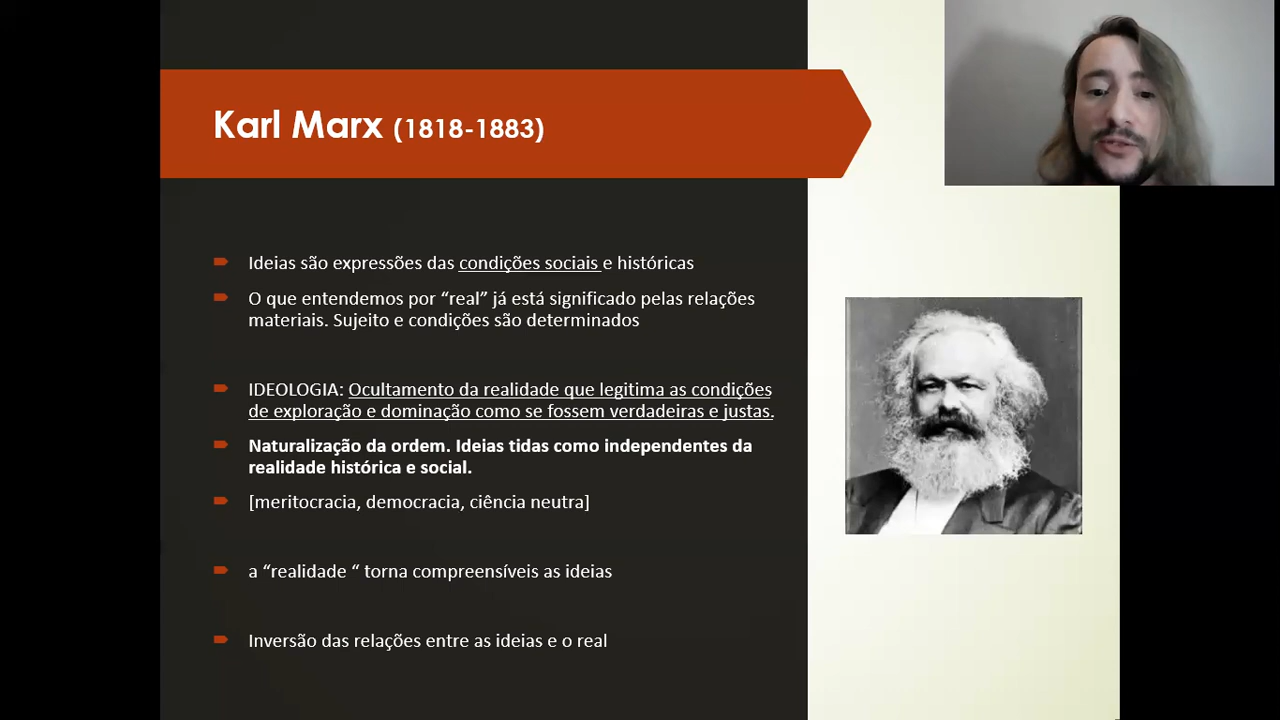 Karl Marx (1818-1883)
Ideias são expressões das condições sociais e históricas
O que entendemos por “real” já está significado pelas relações
materiais. Sujeito e condições são determinados
IDEOLOGIA: Ocultamento da realidade que legitima as condições
de exploração e dominação como se fossem verdadeiras e justas.
Naturalização da ordem. Ideias tidas como independentes da
realidade histórica e social.
[meritocracia, democracia, ciência neutra]
a “realidade “ torna compreensíveis as ideias
Inversão das relações entre as ideias e o real